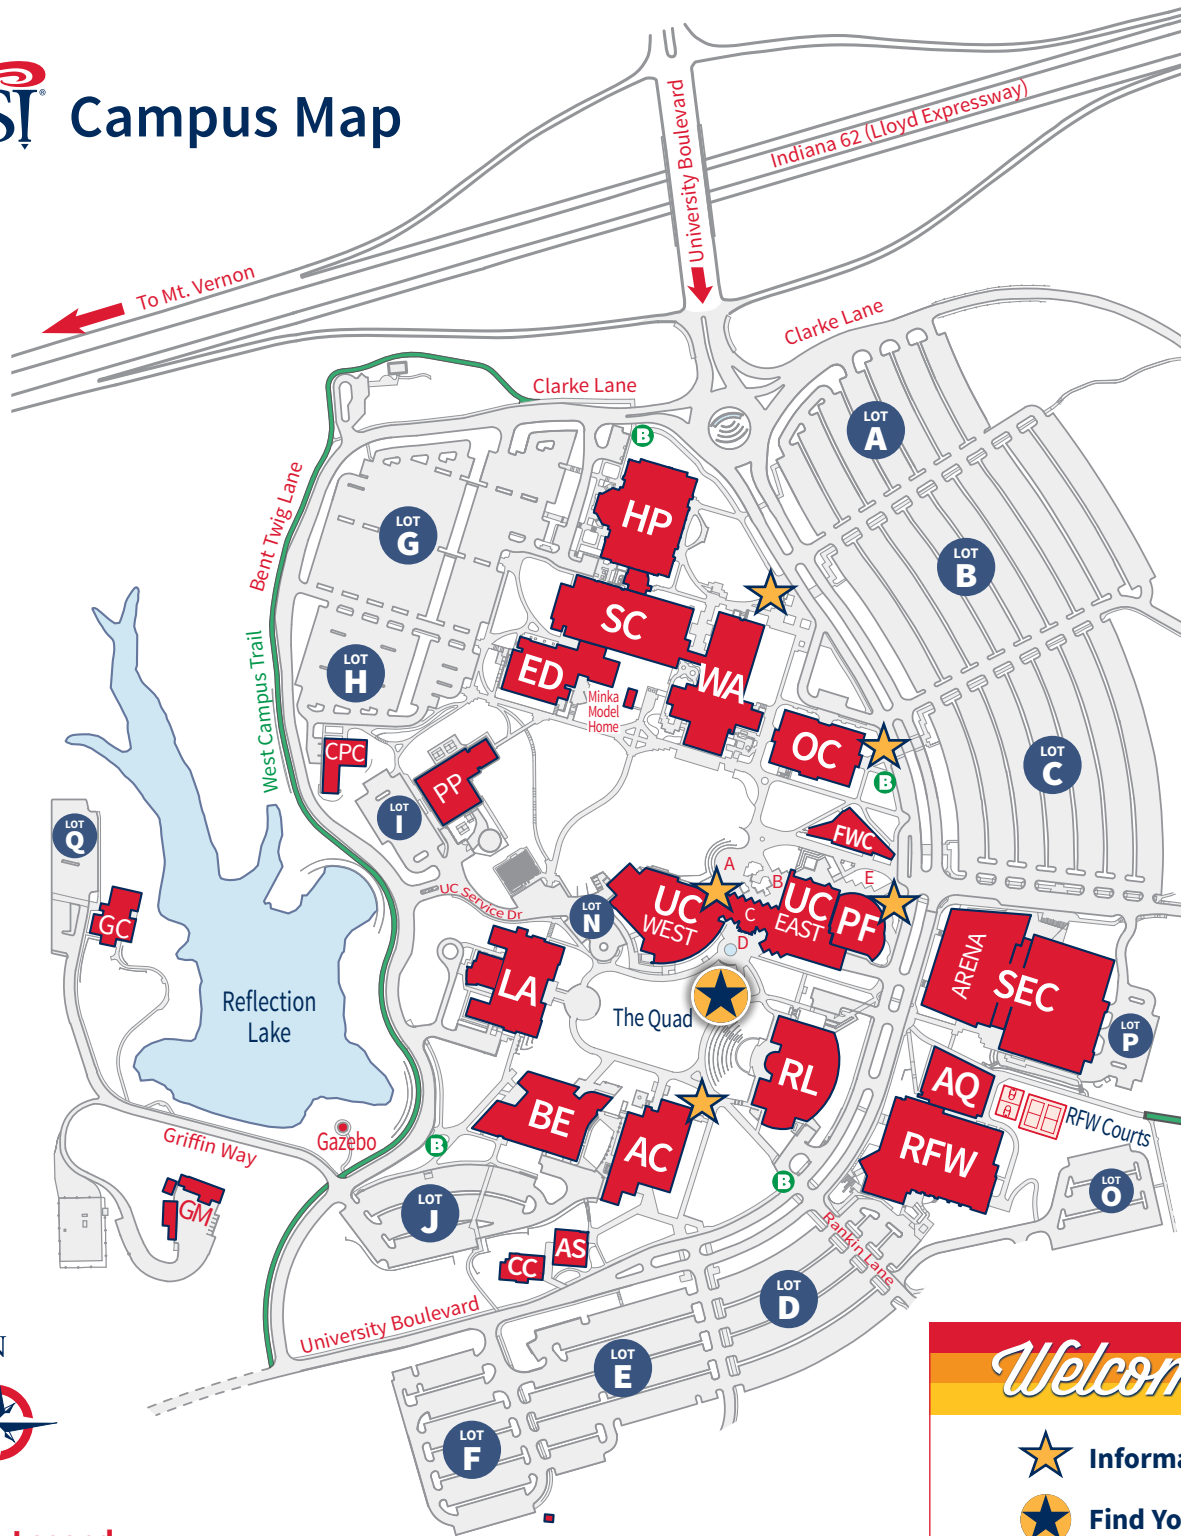 SI®
Campus Map
University Boulevard
Indiana 62 (Lloyd Expressway)
To Mt. Vernon
Clarke Lane
Clarke Lane
B
LOT
A
HP
Bent Twig Lane
LOT
G
LOT
B
SC
WA
ED
Minka
Model
Home
West Campus Trail
LOT
H
CPC
OC
B
LOT
C
PP
LOT
I
LOT
Q
FWC
A
B
E
UC Service Dr
LOT
N
UC
WEST
C
D
UC
EAST
PF
GC
ARENA
SEC
LA
Reflection
Lake
The Quad
LOT
P
RL
AQ
RFW Courts
BE
AC
RFW
Gazebo
Griffin Way
B
B
LOT
O
GM
LOT
J
Rankin Lane
AS
CC
LOT
D
University Boulevard
N
LOT
E
LOT
F
Welcom
Informa
Find Yo